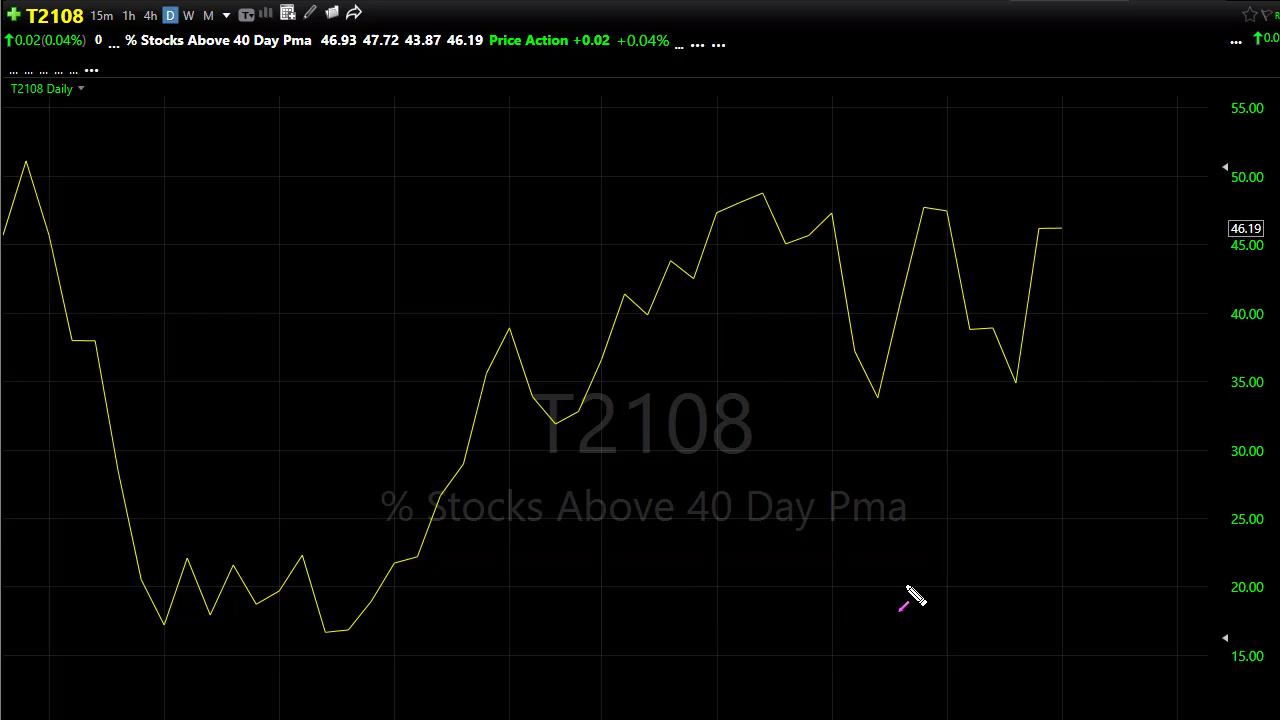 T2108 15m 1h 4h D W M
0.02(0.04%) 0 ... % Stocks Above 40 Day Pma 46.93 47.72 43.87 46.19 Price Action +0.02 +0.04% ... ... ... ... 0.0
... ... ... ... ... ...
T2108 Daily
55.00
50.00
46.19
45.00
40.00
35.00
T2108
30.00
% Stocks Above 40 Day Pma
25.00
20.00
15.00